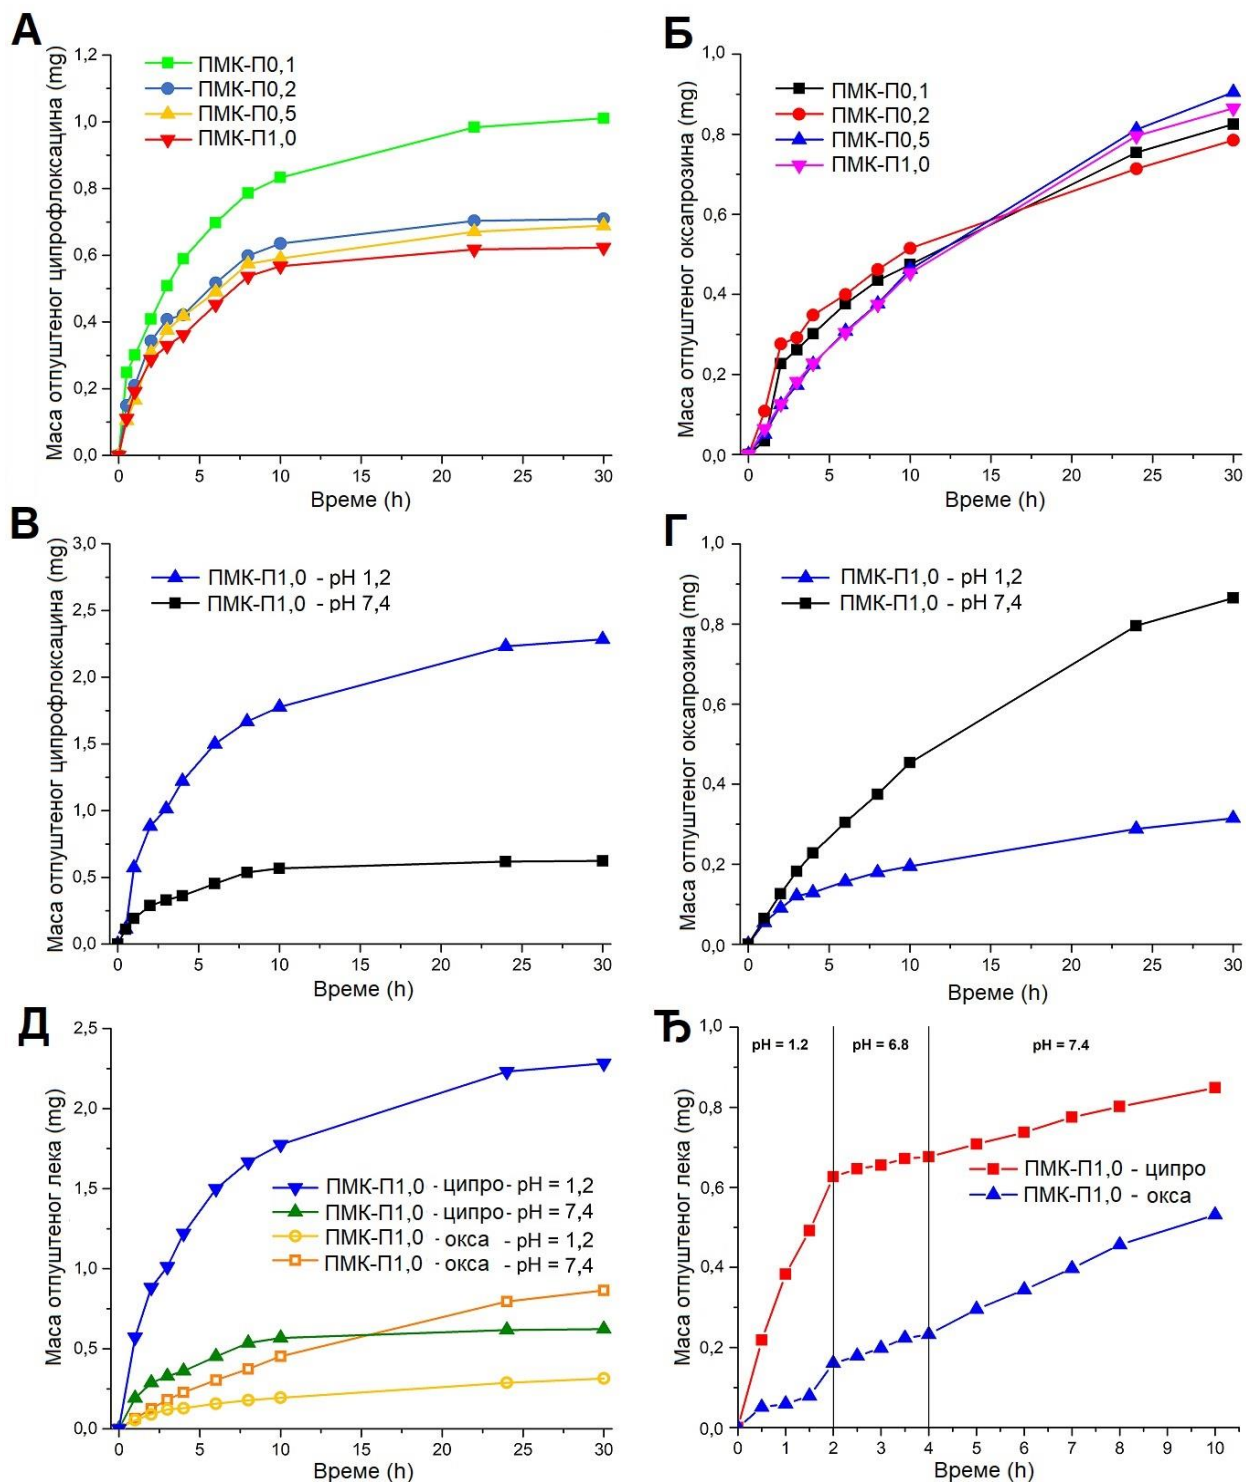 А
Маса отпуштеног ципрофлоксацина (mg)
1,2
1,0
0,8
0,6
0,4
0,2
0,0
ПМК-П0,1
ПМК-П0,2
ПМК-П0,5
ПМК-П1,0
0 5 10 15 20 25 30
Време (h)
Б
Маса отпуштеног оксапрозина (mg)
1,0
0,8
0,6
0,4
0,2
0,0
ПМК-П0,1
ПМК-П0,2
ПМК-П0,5
ПМК-П1,0
0 5 10 15 20 25 30
Време (h)
В
Маса отпуштеног ципрофлоксацина (mg)
3,0
2,5
2,0
1,5
1,0
0,5
0,0
ПМК-П1,0 - pH 1,2
ПМК-П1,0 - pH 7,4
0 5 10 15 20 25 30
Време (h)
Г
Маса отпуштеног оксапрозина (mg)
1,0
0,8
0,6
0,4
0,2
0,0
ПМК-П1,0 - pH 1,2
ПМК-П1,0 - pH 7,4
0 5 10 15 20 25 30
Време (h)
Д
Маса отпуштеног лека (mg)
2,5
2,0
1,5
1,0
0,5
0,0
ПМК-П1,0 - ципро - pH = 1,2
ПМК-П1,0 - ципро - pH = 7,4
ПМК-П1,0 - окса - pH = 1,2
ПМК-П1,0 - окса - pH = 7,4
0 5 10 15 20 25 30
Време (h)
Ђ
Маса отпуштеног лека (mg)
1,0
0,8
0,6
0,4
0,2
0,0
pH = 1.2 pH = 6.8 pH = 7.4
ПМК-П1,0 - ципро
ПМК-П1,0 - окса
0 1 2 3 4 5 6 7 8 9 10
Време (h)